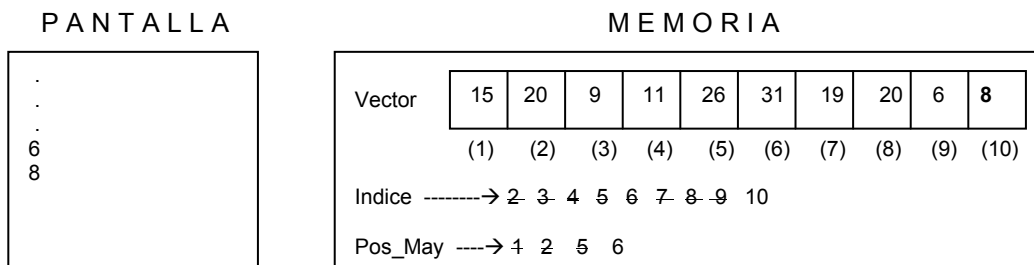 P A N T A L L A
M E M O R I A
.
.
.
6
8
Vector 15 20 9 11 26 31 19 20 6 8
(1) (2) (3) (4) (5) (6) (7) (8) (9) (10)
Indice --------→ 2 3 4 5 6 7 8 9 10
Pos_May ----→ 1 2 5 6